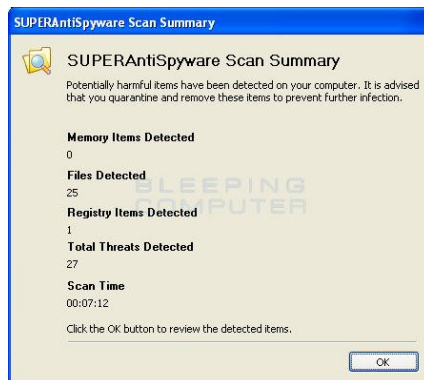 SUPERAntiSpyware Scan Summary
SUPERAntiSpyware Scan Summary
Potentially harmful items have been detected on your computer. It is advised
that you quarantine and remove these items to prevent further infection.
Memory Items Detected
0
Files Detected
25
BLEEPING
COMPUTER
Registry Items Detected
1
Total Threats Detected
27
Scan Time
00:07:12
Click the OK button to review the detected items.
OK